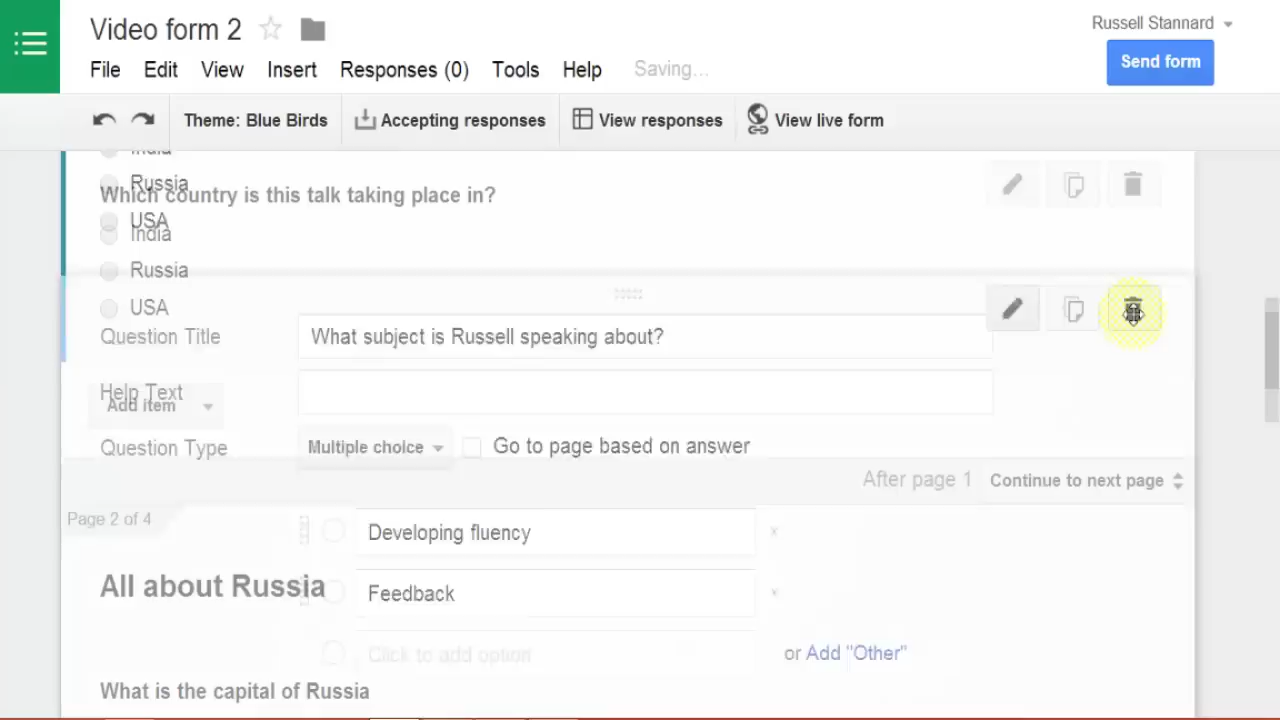 Video form 2
Russell Stannard
File Edit View Insert Responses (0) Tools Help Saving...
Send form
Theme: Blue Birds Accepting responses View responses View live form
India
Russia
Which country is this talk taking place in?
USA
India
Russia
USA
Question Title What subject is Russell speaking about?
Help Text
Add item
Question Type Multiple choice Go to page based on answer
After page 1 Continue to next page
Page 2 of 4
Developing fluency
All about Russia
Feedback
Click to add option or Add "Other"
What is the capital of Russia